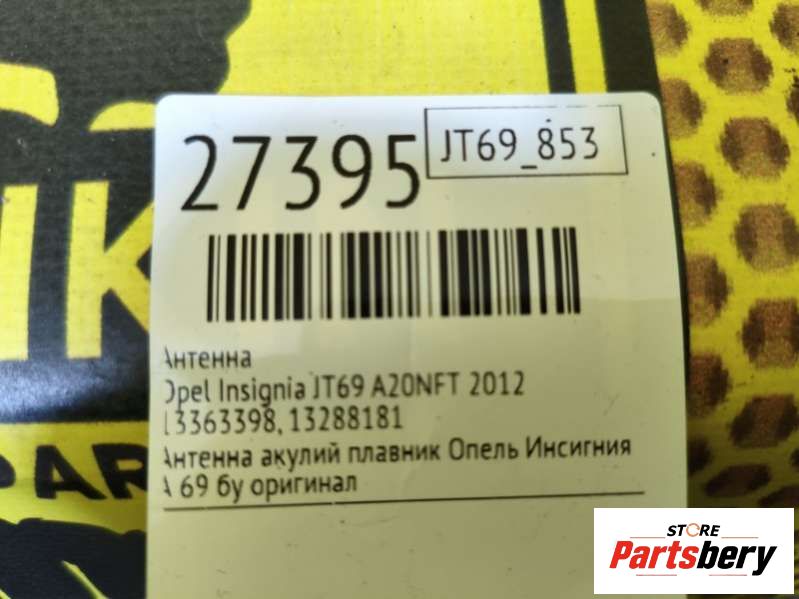 27395
JT69_853
Антенна
Opel Insignia JT69 A20NFT 2012
13363398, 13288181
Антенна акулий плавник Опель Инсигния
А 69 бу оригинал
PAR
STORE
Partsbery